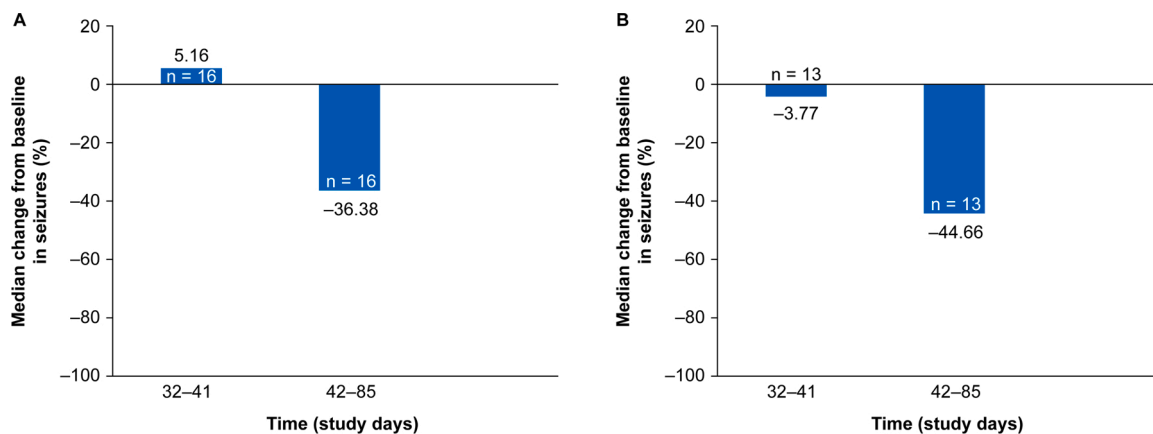 A
Median change from baseline
in seizures (%)
20
0
–20
–40
–60
–80
–100
5.16
n = 16
n = 16
–36.38
32–41
42–85
Time (study days)
B
Median change from baseline
in seizures (%)
20
0
–20
–40
–60
–80
–100
n = 13
–3.77
n = 13
–44.66
32–41
42–85
Time (study days)